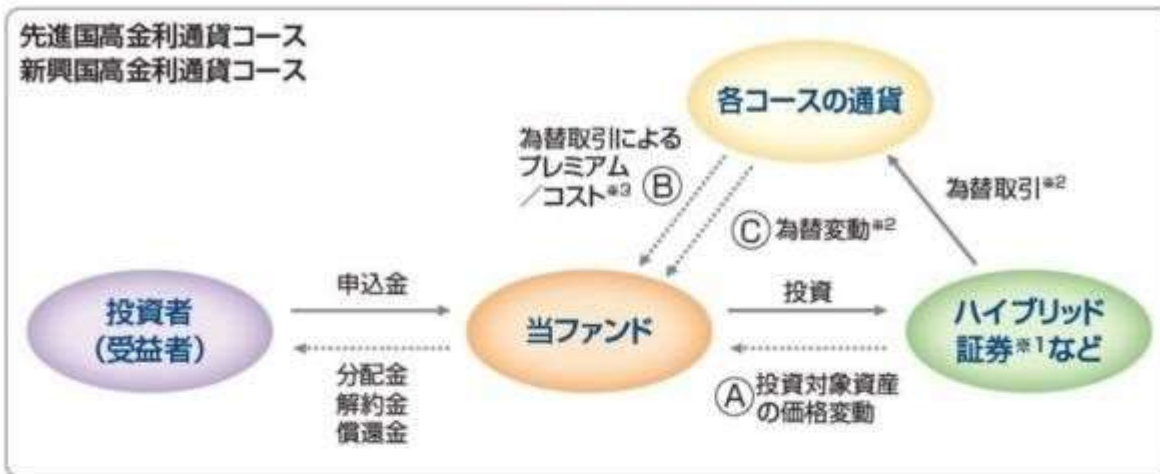 先進国高金利通貨コース
新興国高金利通貨コース
各コースの通貨
為替取引による
プレミアム
／コスト※3 Ⓑ
為替取引※2
Ⓒ 為替変動※2
投資者
（受益者）
申込金
分配金
解約金
償還金
当ファンド
投資
Ⓐ 投資対象資産
の価格変動
ハイブリッド
証券※1など